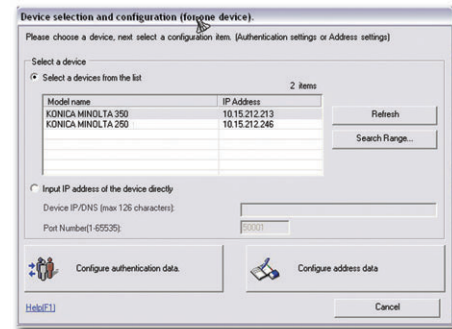 Device selection and configuration (for one device).
Please choose a device, next select a configuration item. (Authentication settings or Address settings)
Select a device
Select a devices from the list
2 items
Model name IP Address
KONICA MINOLTA 350 10.15.212.213
KONICA MINOLTA 250 10.15.212.246
Refresh
Search Range...
Input IP address of the device directly
Device IP/DNS (max 126 characters):
Port Number(1-65535): 50001
Configure authentication data.
Configure address data
Help[F1]
Cancel